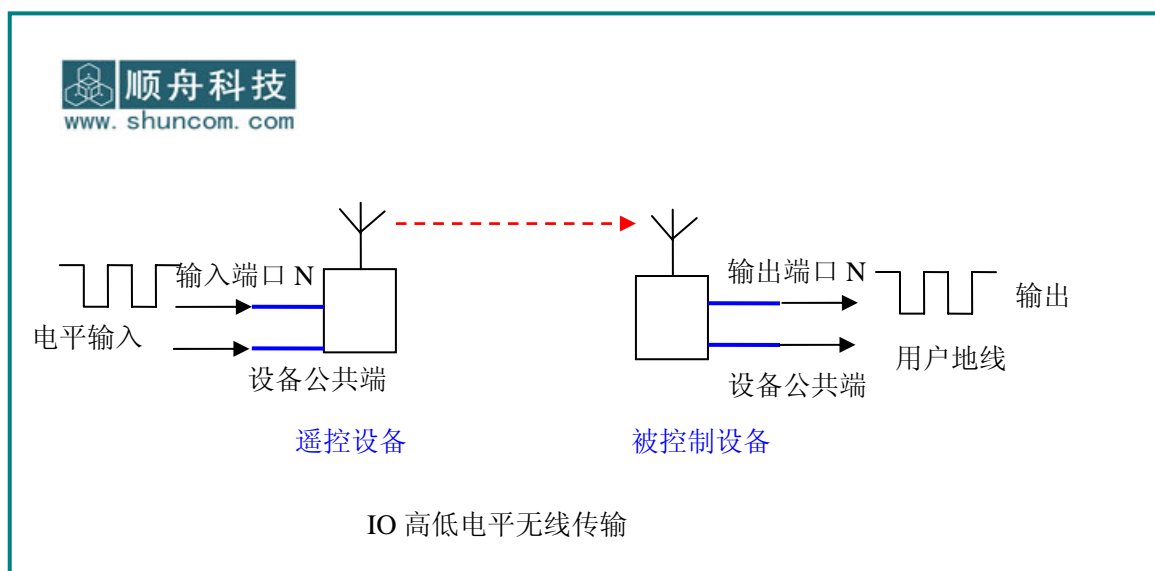 顺舟科技
www.shuncom.com
输入端口 N
电平输入
设备公共端
遥控设备
输出端口 N
输出
用户地线
设备公共端
被控制设备
IO 高低电平无线传输